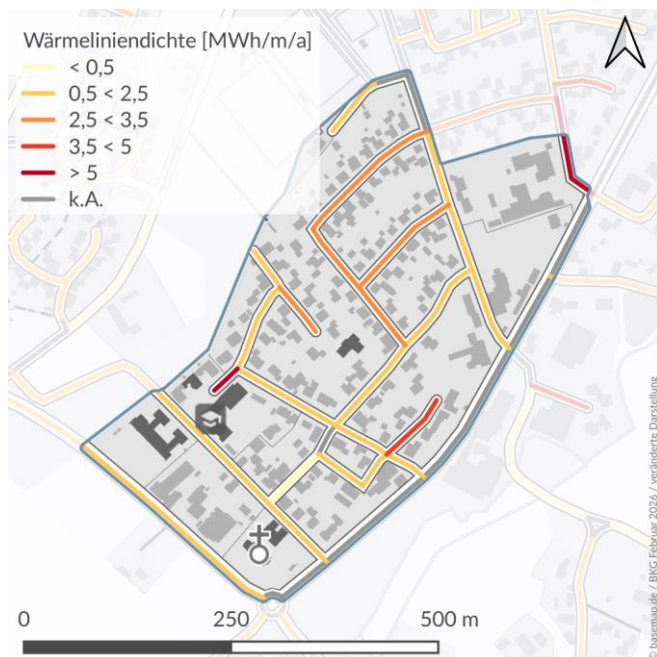 Wärmeliniendichte [MWh/m/a]
< 0,5
0,5 < 2,5
2,5 < 3,5
3,5 < 5
> 5
k.A.
© basemap.de / BKG Februar 2026 / veränderte Darstellung
0 250 500 m